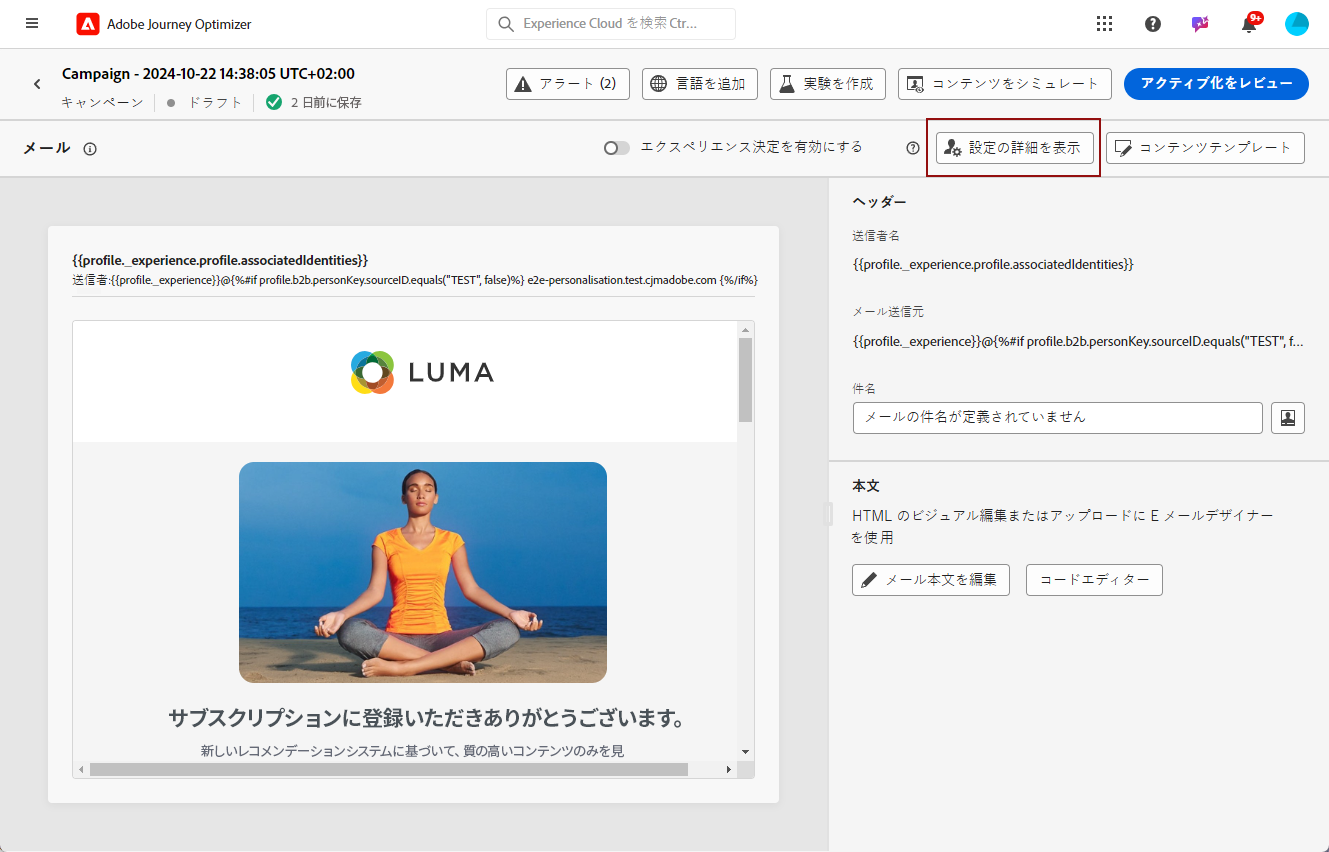 Adobe Journey Optimizer
Experience Cloud を検索 Ctr...
9+
Campaign - 2024-10-22 14:38:05 UTC+02:00
キャンペーン
ドラフト
2 日前に保存
アラート (2)
言語を追加
実験を作成
コンテンツをシミュレート
アクティブ化をレビュー
メール
エクスペリエンス決定を有効にする
設定の詳細を表示
コンテンツテンプレート
{{profile._experience.profile.associatedIdentities}}
送信者:{{profile._experience}}@{%#if profile.b2b.personKey.sourceID.equals("TEST", false)%} e2e-personalisation.test.cjmadobe.com {%/if%}
LUMA
サブスクリプションに登録いただきありがとうございます。
新しいレコメンデーションシステムに基づいて、質の高いコンテンツのみを見
ヘッダー
送信者名
{{profile._experience.profile.associatedIdentities}}
メール送信元
{{profile._experience}}@{%#if profile.b2b.personKey.sourceID.equals("TEST", f...
件名
メールの件名が定義されていません
本文
HTML のビジュアル編集またはアップロードに E メールデザイナー
を使用
メール本文を編集
コードエディター